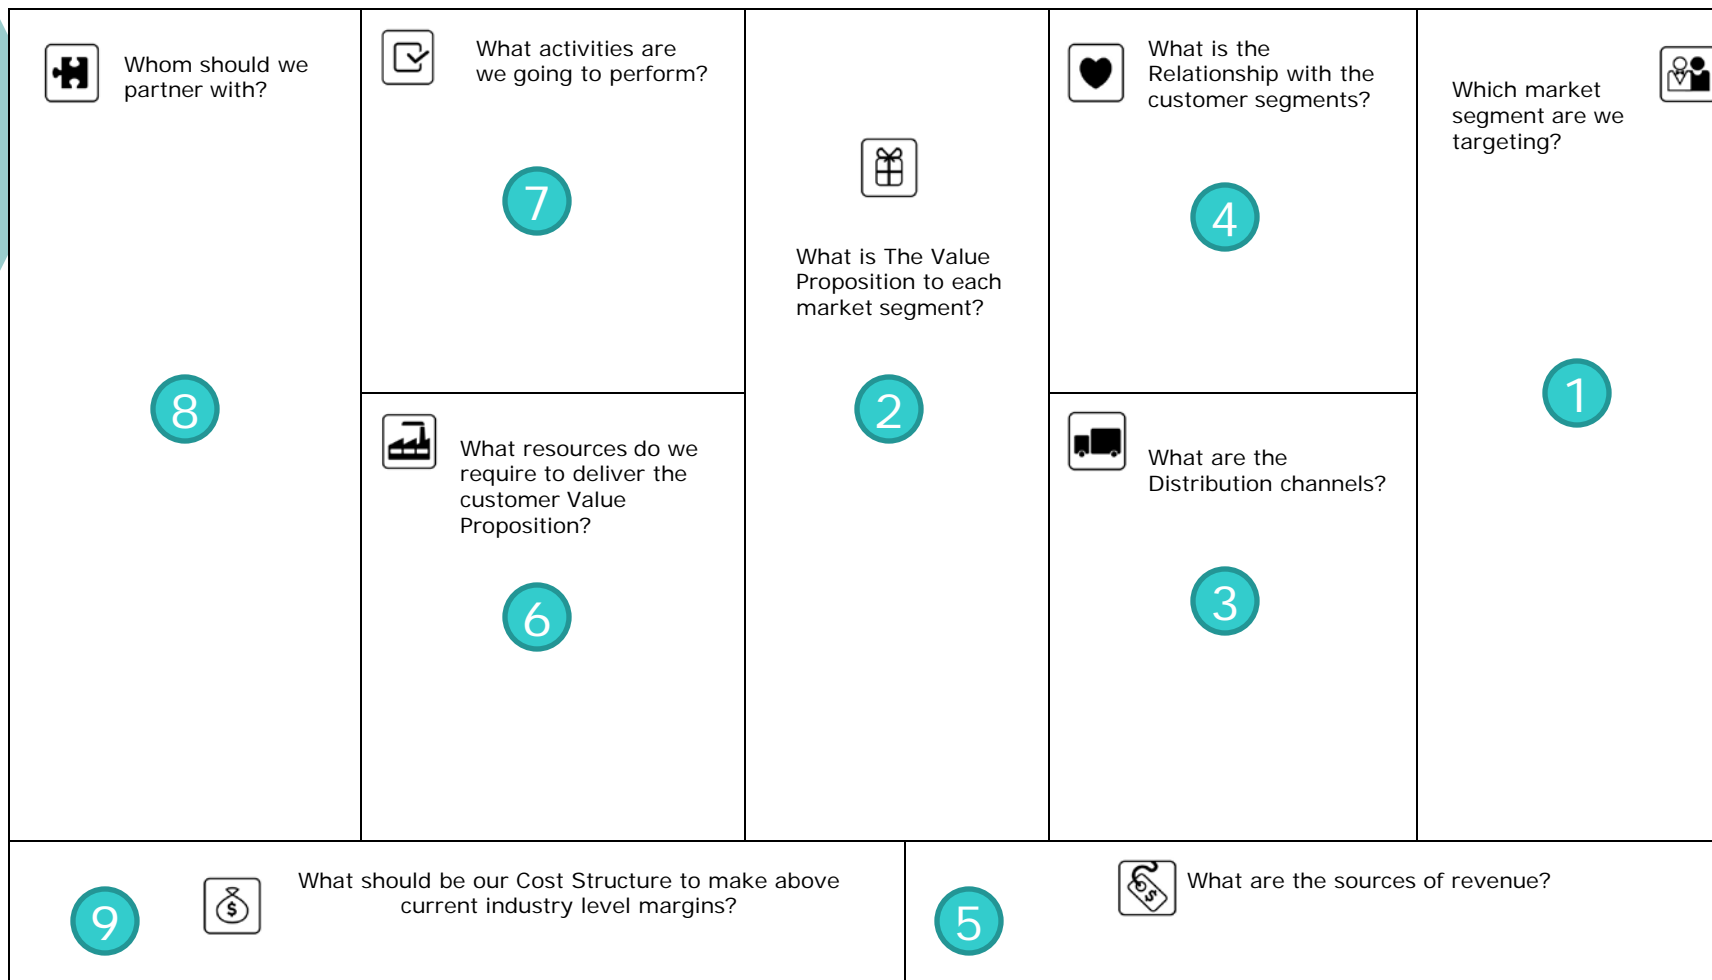 Whom should we
partner with?
8
What activities are
we going to perform?
7
What resources do we
require to deliver the
customer Value
Proposition?
6
What is The Value
Proposition to each
market segment?
2
What is the
Relationship with the
customer segments?
4
What are the
Distribution channels?
3
Which market
segment are we
targeting?
1
9
$
What should be our Cost Structure to make above
current industry level margins?
5
$
What are the sources of revenue?